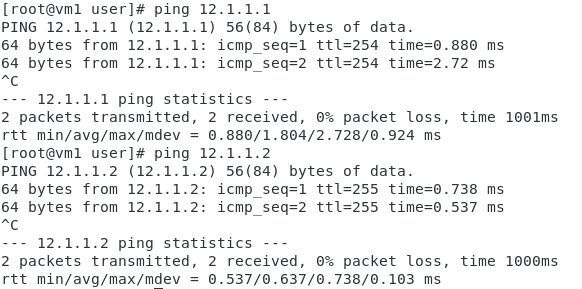 [root@vm1 user]# ping 12.1.1.1
PING 12.1.1.1 (12.1.1.1) 56(84) bytes of data.
64 bytes from 12.1.1.1: icmp_seq=1 ttl=254 time=0.880 ms
64 bytes from 12.1.1.1: icmp_seq=2 ttl=254 time=2.72 ms
^C
--- 12.1.1.1 ping statistics ---
2 packets transmitted, 2 received, 0% packet loss, time 1001ms
rtt min/avg/max/mdev = 0.880/1.804/2.728/0.924 ms
[root@vm1 user]# ping 12.1.1.2
PING 12.1.1.2 (12.1.1.2) 56(84) bytes of data.
64 bytes from 12.1.1.2: icmp_seq=1 ttl=255 time=0.738 ms
64 bytes from 12.1.1.2: icmp_seq=2 ttl=255 time=0.537 ms
^C
--- 12.1.1.2 ping statistics ---
2 packets transmitted, 2 received, 0% packet loss, time 1000ms
rtt min/avg/max/mdev = 0.537/0.637/0.738/0.103 ms